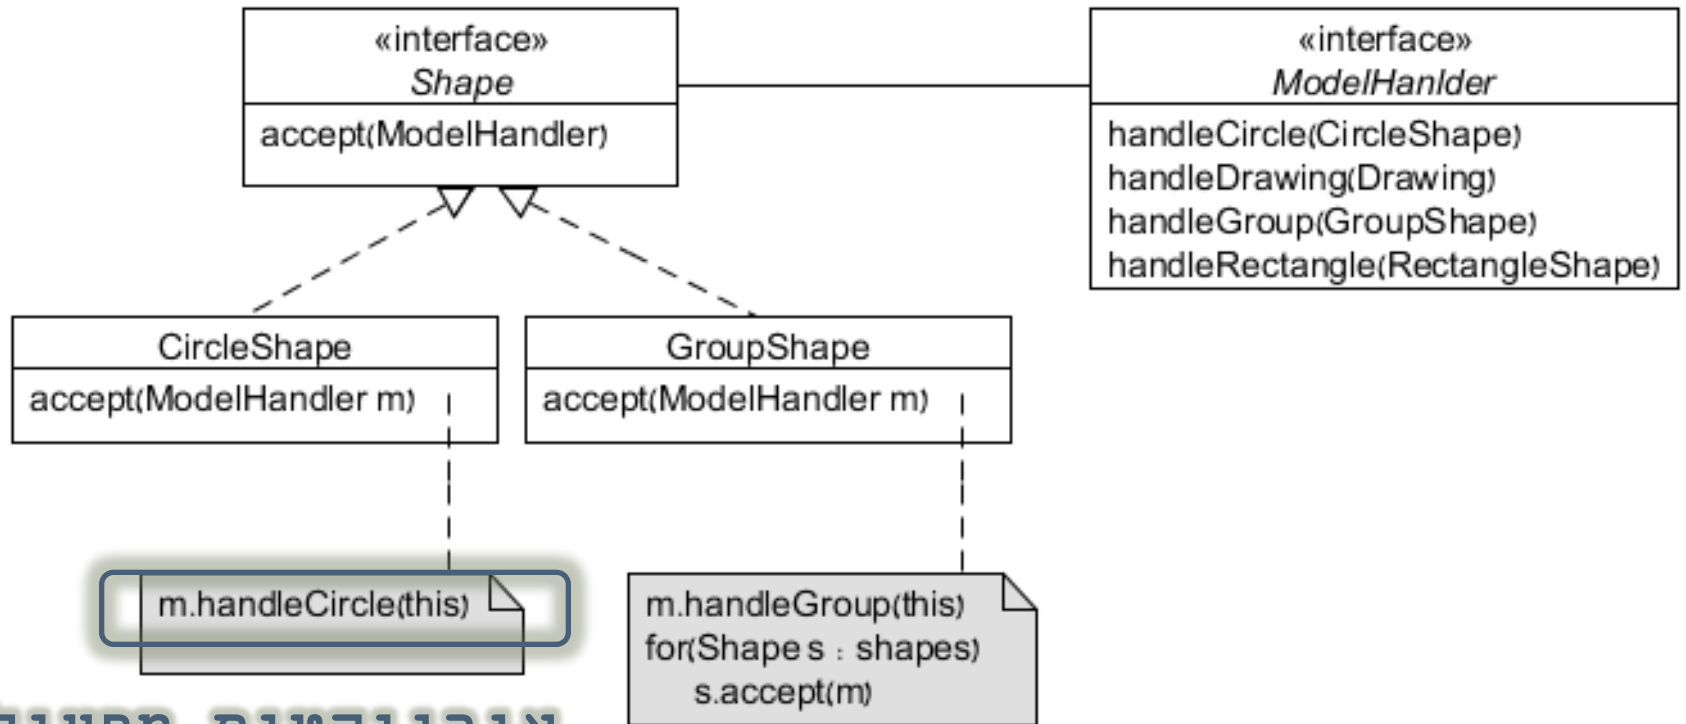 «interface»
Shape
accept(ModelHandler)
«interface»
ModelHanlder
handleCircle(CircleShape)
handleDrawing(Drawing)
handleGroup(GroupShape)
handleRectangle(RectangleShape)
CircleShape
accept(ModelHandler m)
GroupShape
accept(ModelHandler m)
m.handleCircle(this)
m.handleGroup(this)
for(Shape s : shapes)
s.accept(m)